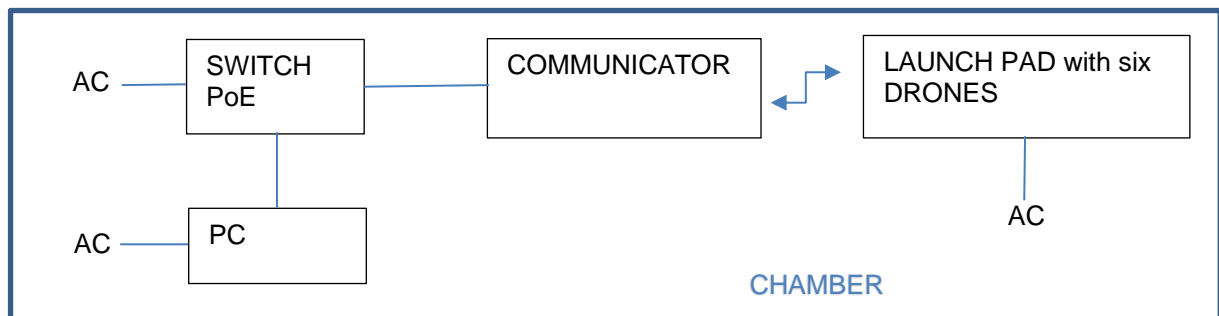 AC
SWITCH
PoE
COMMUNICATOR
LAUNCH PAD with six
DRONES
AC
PC
AC
CHAMBER